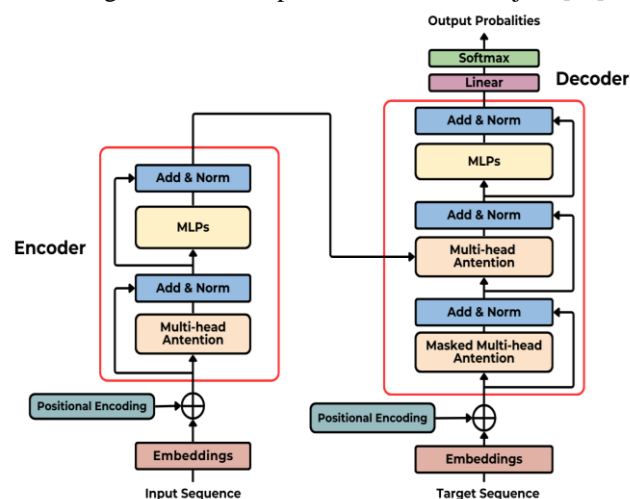 Output Probalities
Softmax
Linear
Decoder
Add & Norm
MLPs
Add & Norm
Multi-head
Antention
Add & Norm
Masked Multi-head
Antention
Positional Encoding
Embeddings
Target Sequence
Encoder
Add & Norm
MLPs
Add & Norm
Multi-head
Antention
Positional Encoding
Embeddings
Input Sequence